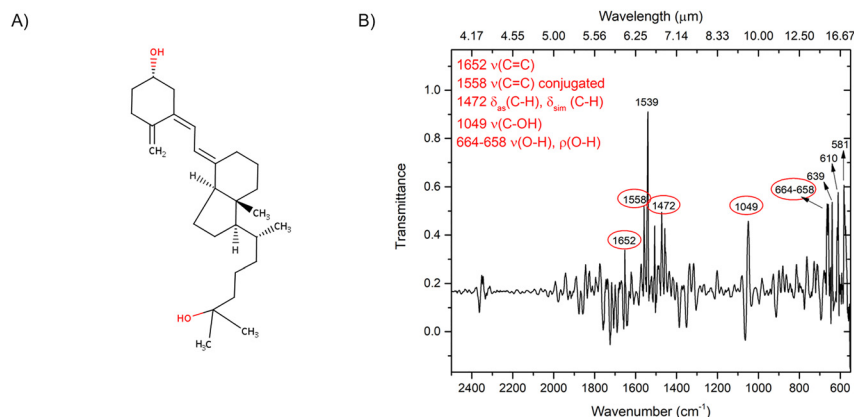 A)
OH
CH₂
H
CH₃
CH₃
H
HO
CH₃
H₃C
B)
Wavelength (μm)
4.17 4.55 5.00 5.56 6.25 7.14 8.33 10.00 12.50 16.67
1652 ν(C=C)
1558 ν(C=C) conjugated
1472 δas(C-H), δsim (C-H)
1049 ν(C-OH)
664-658 ν(O-H), ρ(O-H)
1539
581
610
639
664-658
1558
1472
1049
1652
Transmittance
1.0
0.8
0.6
0.4
0.2
0.0
2400 2200 2000 1800 1600 1400 1200 1000 800 600
Wavenumber (cm⁻¹)